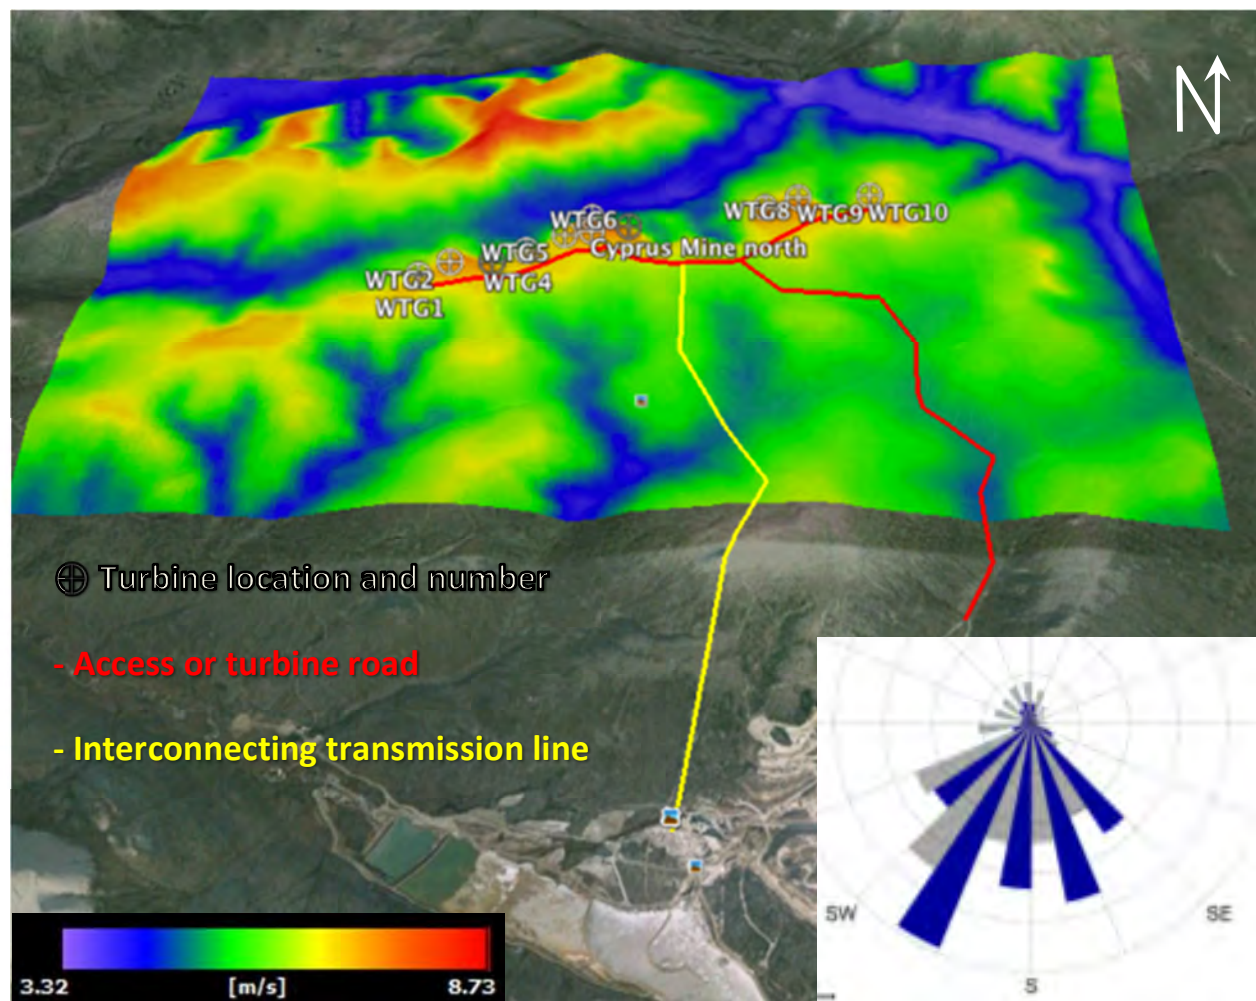 N
WTG6
WTG8 WTG9 WTG10
WTG5 Cyprus Mine north
WTG2 WTG4
WTG1
Turbine location and number
- Access or turbine road
- Interconnecting transmission line
SW SE
S
3.32 [m/s] 8.73